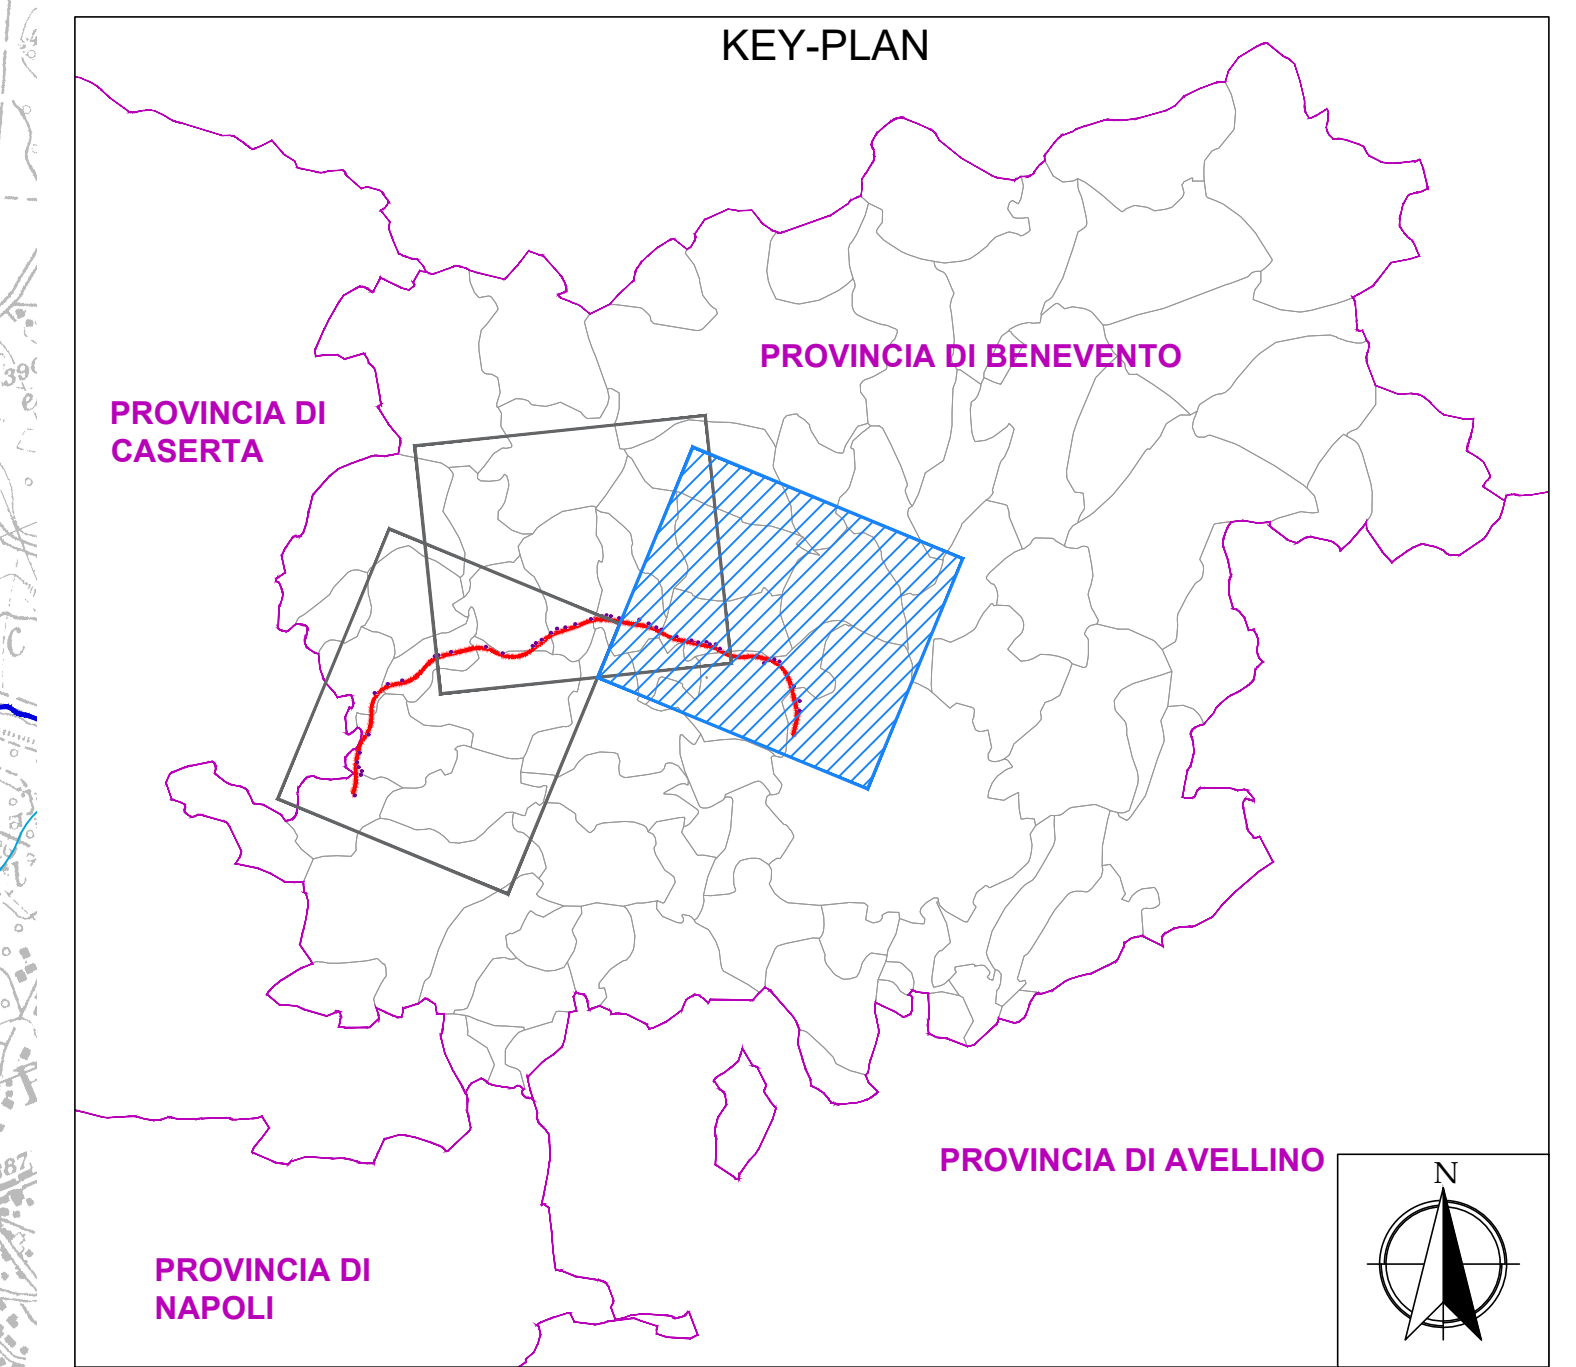 KEY-PLAN
PROVINCIA DI BENEVENTO
PROVINCIA DI
CASERTA
PROVINCIA DI AVELLINO
N
PROVINCIA DI
NAPOLI